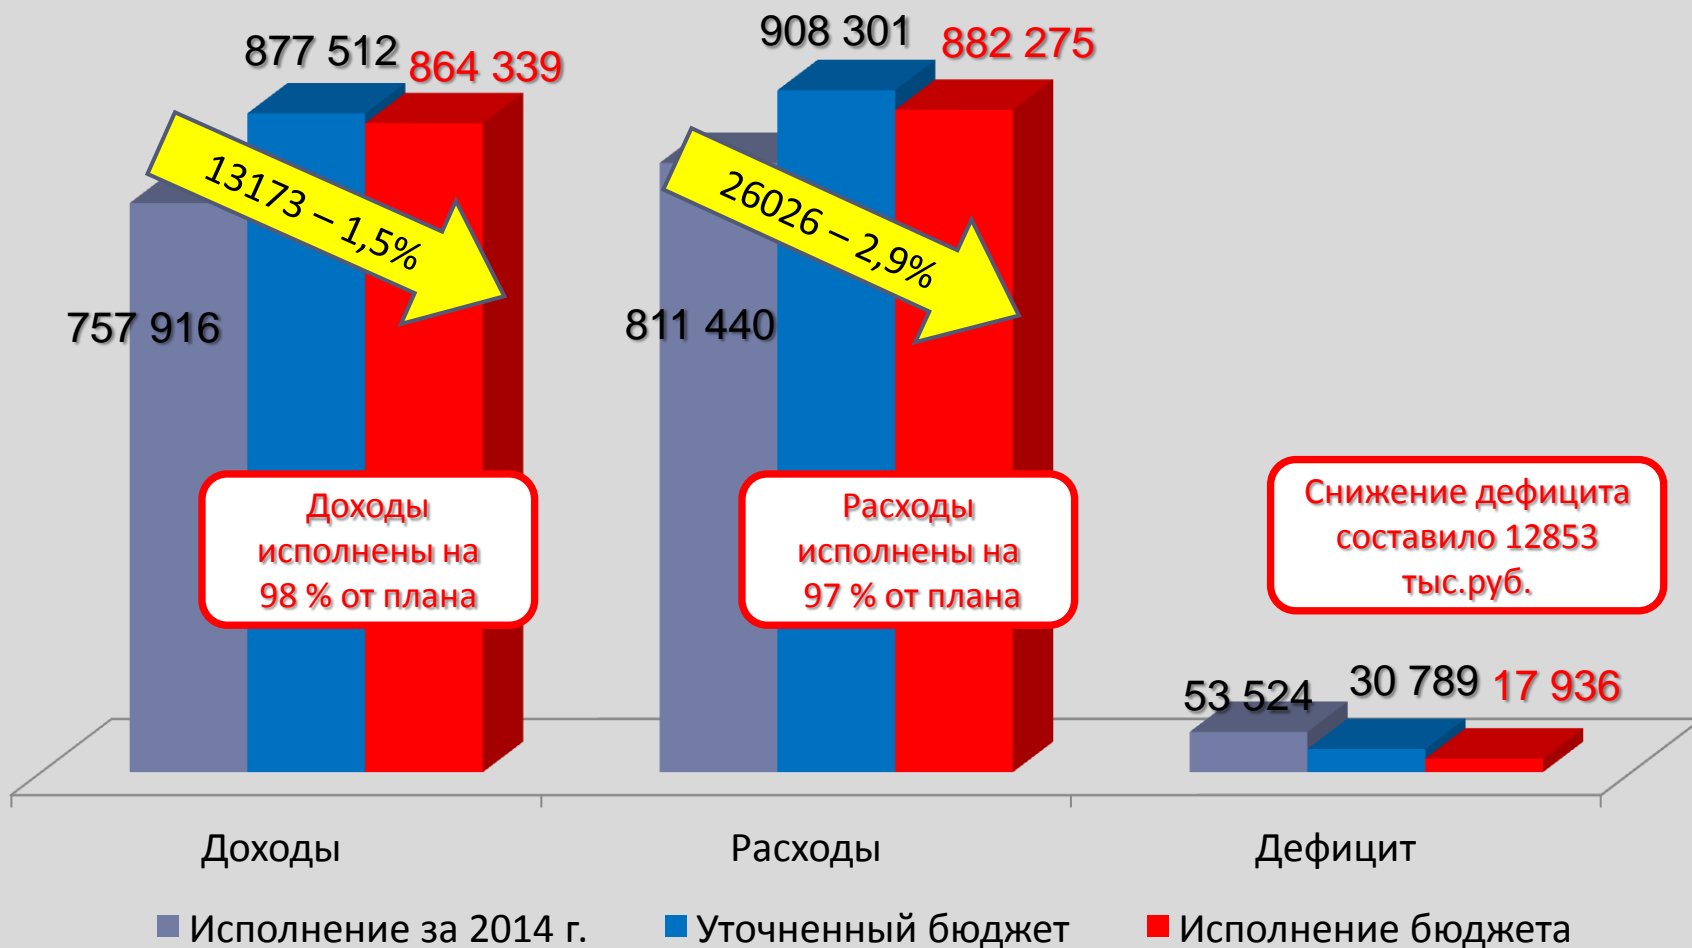 877 512
864 339
908 301
882 275
13173 – 1,5%
26026 – 2,9%
757 916
811 440
Доходы
исполнены на
98 % от плана
Расходы
исполнены на
97 % от плана
Снижение дефицита
составило 12853
тыс.руб.
53 524
30 789
17 936
Доходы
Расходы
Дефицит
Исполнение за 2014 г.
Уточненный бюджет
Исполнение бюджета